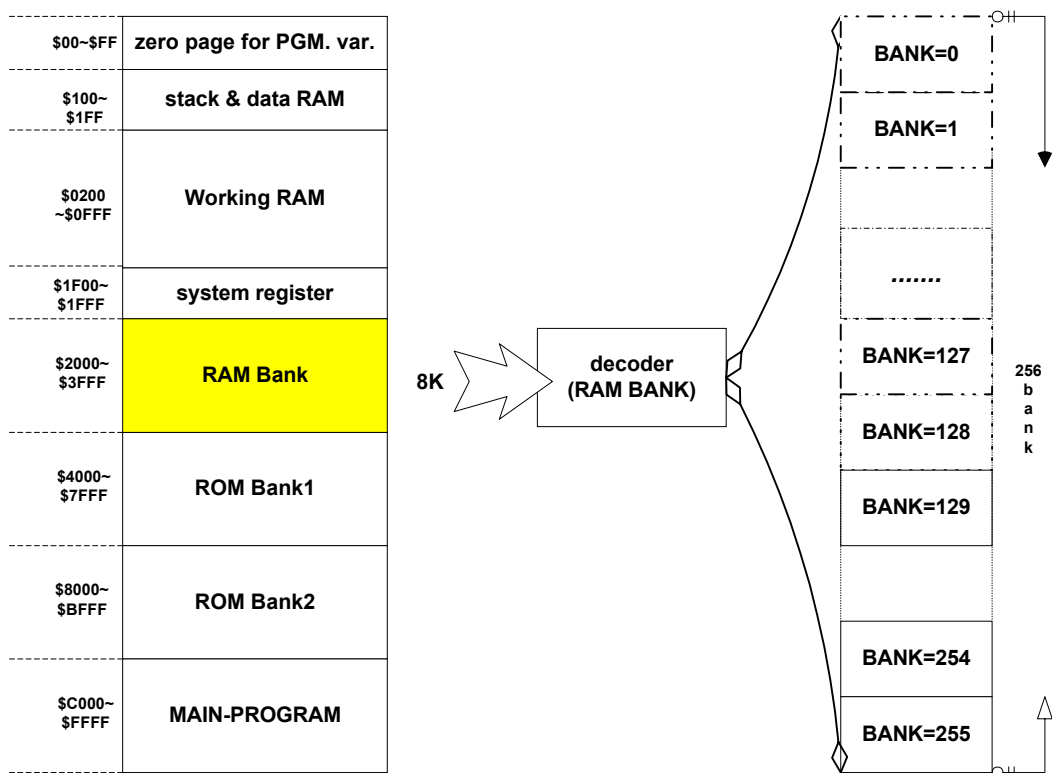 $00~$FF
zero page for PGM. var.
$100~
$1FF
stack & data RAM
$0200
~$0FFF
Working RAM
$1F00~
$1FFF
system register
$2000~
$3FFF
RAM Bank
$4000~
$7FFF
ROM Bank1
$8000~
$BFFF
ROM Bank2
$C000~
$FFFF
MAIN-PROGRAM
8K
decoder
(RAM BANK)
BANK=0
BANK=1
.......
BANK=127
BANK=128
BANK=129
BANK=254
BANK=255
256
b
a
n
k